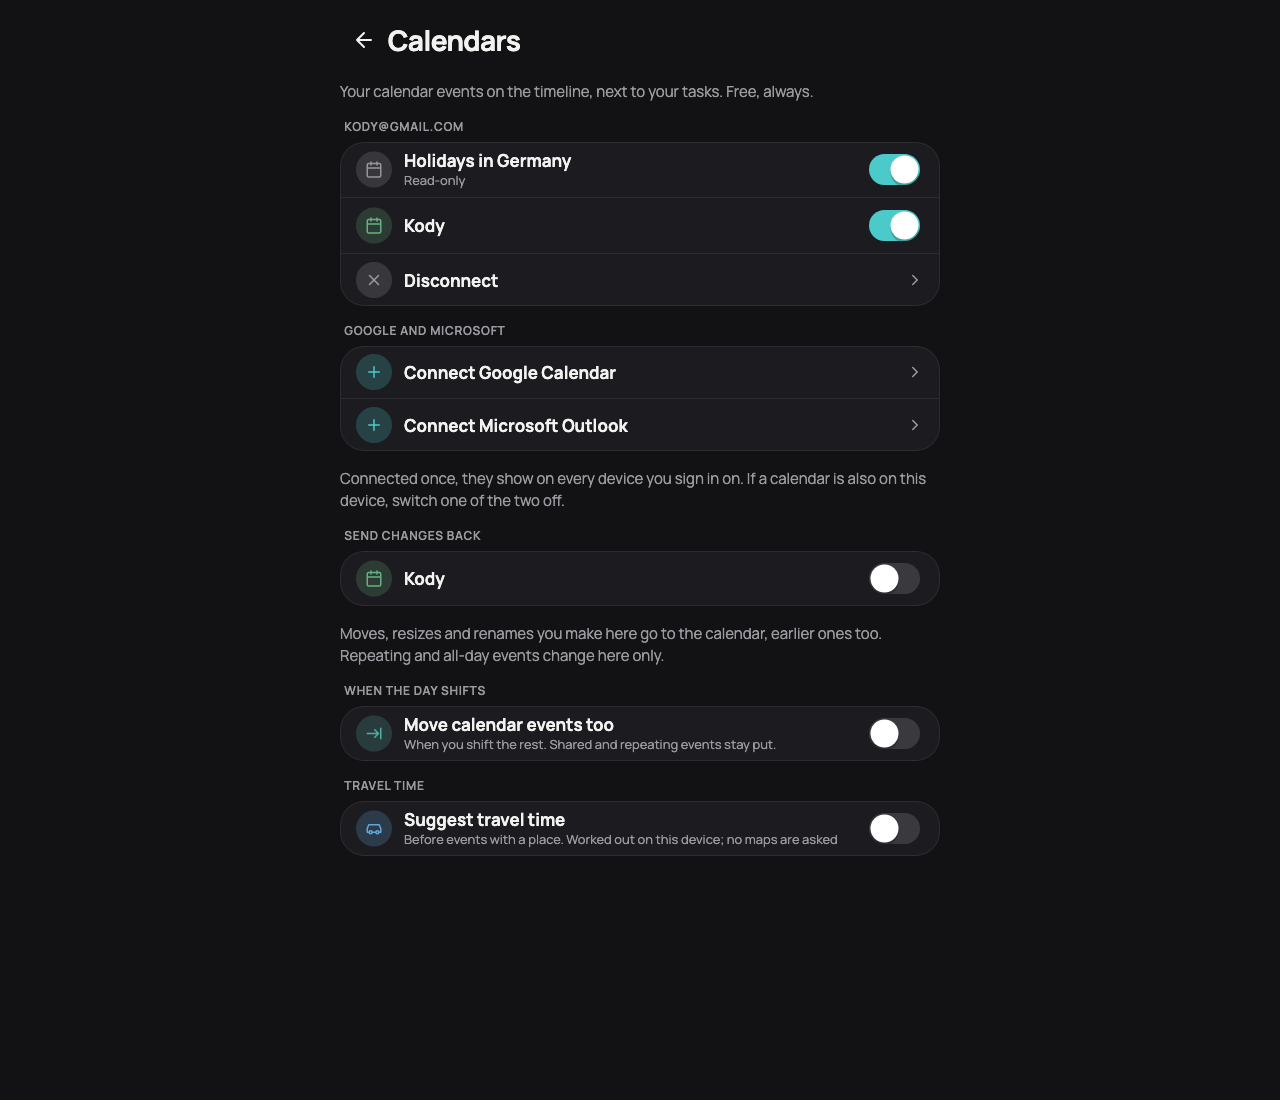 Calendars
Your calendar events on the timeline, next to your tasks. Free, always.
KODY@GMAIL.COM
Holidays in Germany
Read-only
Kody
Disconnect
GOOGLE AND MICROSOFT
Connect Google Calendar
Connect Microsoft Outlook
Connected once, they show on every device you sign in on. If a calendar is also on this
device, switch one of the two off.
SEND CHANGES BACK
Kody
Moves, resizes and renames you make here go to the calendar, earlier ones too.
Repeating and all-day events change here only.
WHEN THE DAY SHIFTS
Move calendar events too
When you shift the rest. Shared and repeating events stay put.
TRAVEL TIME
Suggest travel time
Before events with a place. Worked out on this device; no maps are asked